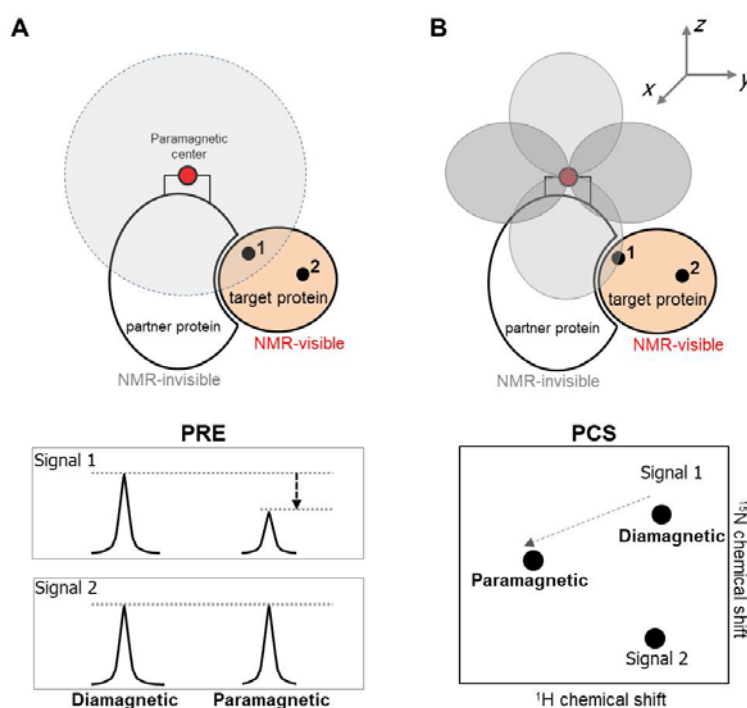 A
Paramagnetic
center
1
2
target protein
partner protein
NMR-visible
NMR-invisible
PRE
Signal 1
Signal 2
Diamagnetic Paramagnetic
B
z
y
x
1
2
target protein
partner protein
NMR-visible
NMR-invisible
PCS
Signal 1
Diamagnetic
Paramagnetic
Signal 2
¹⁵N chemical shift
¹H chemical shift